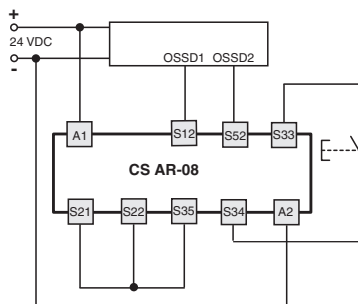 +
24 VDC
-
OSSD1 OSSD2
A1 S12 S52 S33
CS AR-08
S21 S22 S35 S34 A2